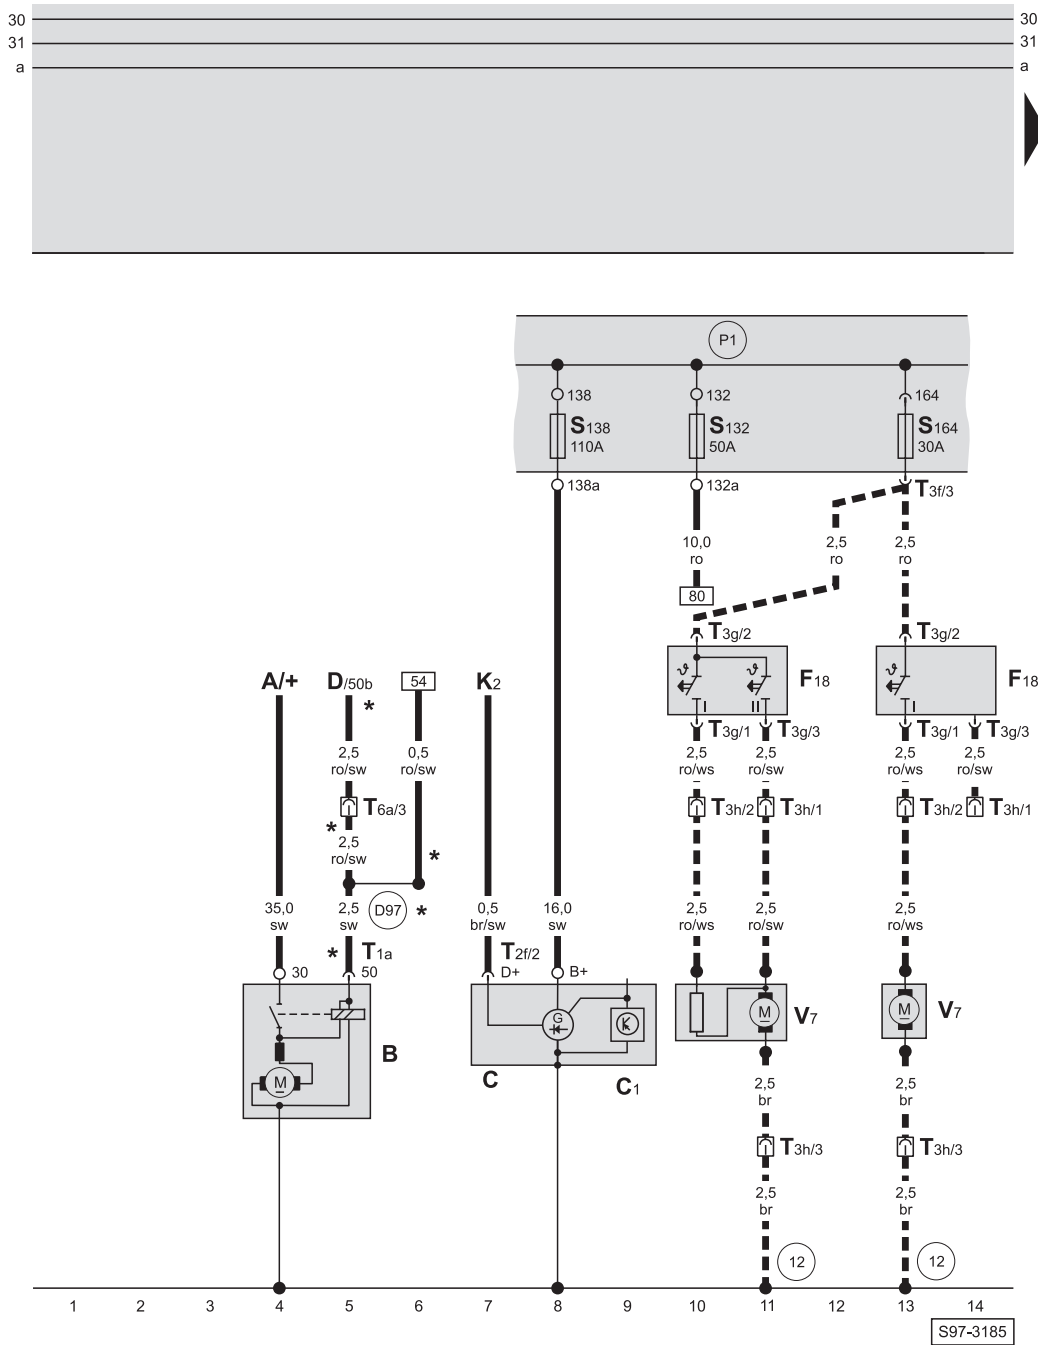 30 30
31 31
a a
P1
138 132 164
S138 S132 S164
110A 50A 30A
138a 132a T3f/3
10,0 2,5 2,5
ro ro ro
80
T3g/2 T3g/2
A/+ D/50b 54 K2 F18 F18
*
I II I
T3g/1 T3g/3 T3g/1 T3g/3
2,5 0,5 2,5 2,5 2,5 2,5
ro/sw ro/sw ro/ws ro/sw ro/ws ro/sw
T6a/3 T3h/2 T3h/1 T3h/2 T3h/1
*
2,5
ro/sw *
35,0 2,5 D97 * 0,5 16,0 2,5 2,5 2,5
sw sw br/sw sw ro/ws ro/sw ro/ws
* T1a T2f/2
30 50 D+ B+
G K M V7 M V7
B
M C C1
2,5 2,5
br br
T3h/3 T3h/3
2,5 2,5
br br
12 12
1 2 3 4 5 6 7 8 9 10 11 12 13 14
S97-3185